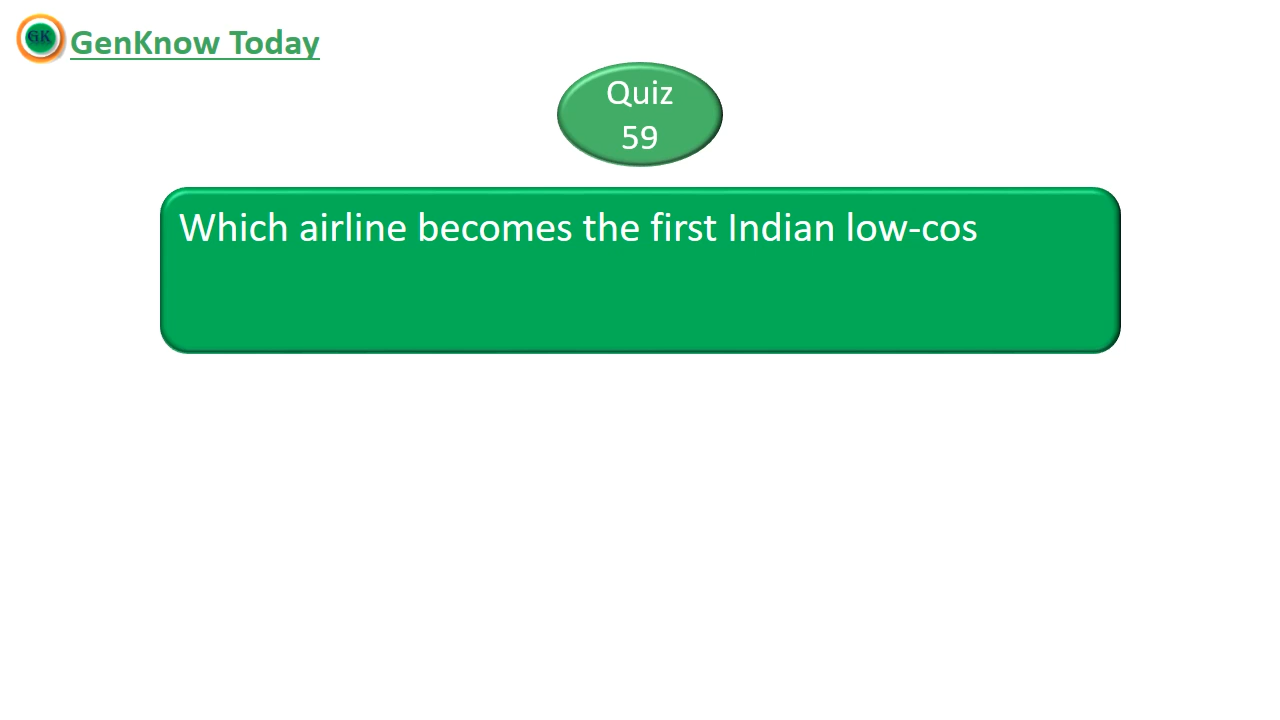 GK
GenKnow Today
Quiz
59
Which airline becomes the first Indian low-cos